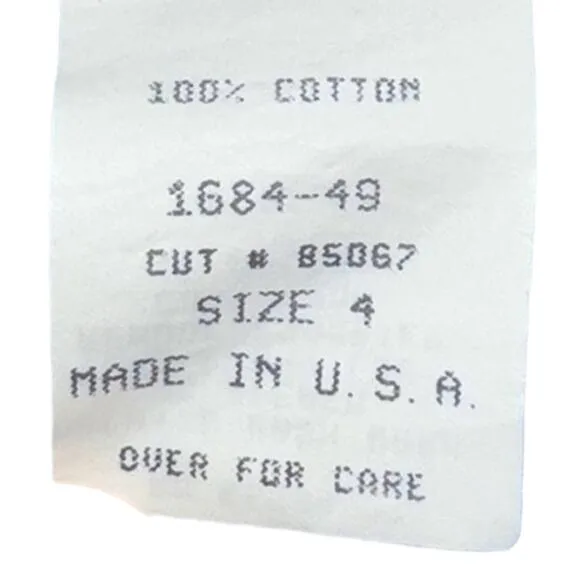 100% COTTON
1684-49
CUT # 85067
SIZE 4
MADE IN U.S.A.
OVER FOR CARE